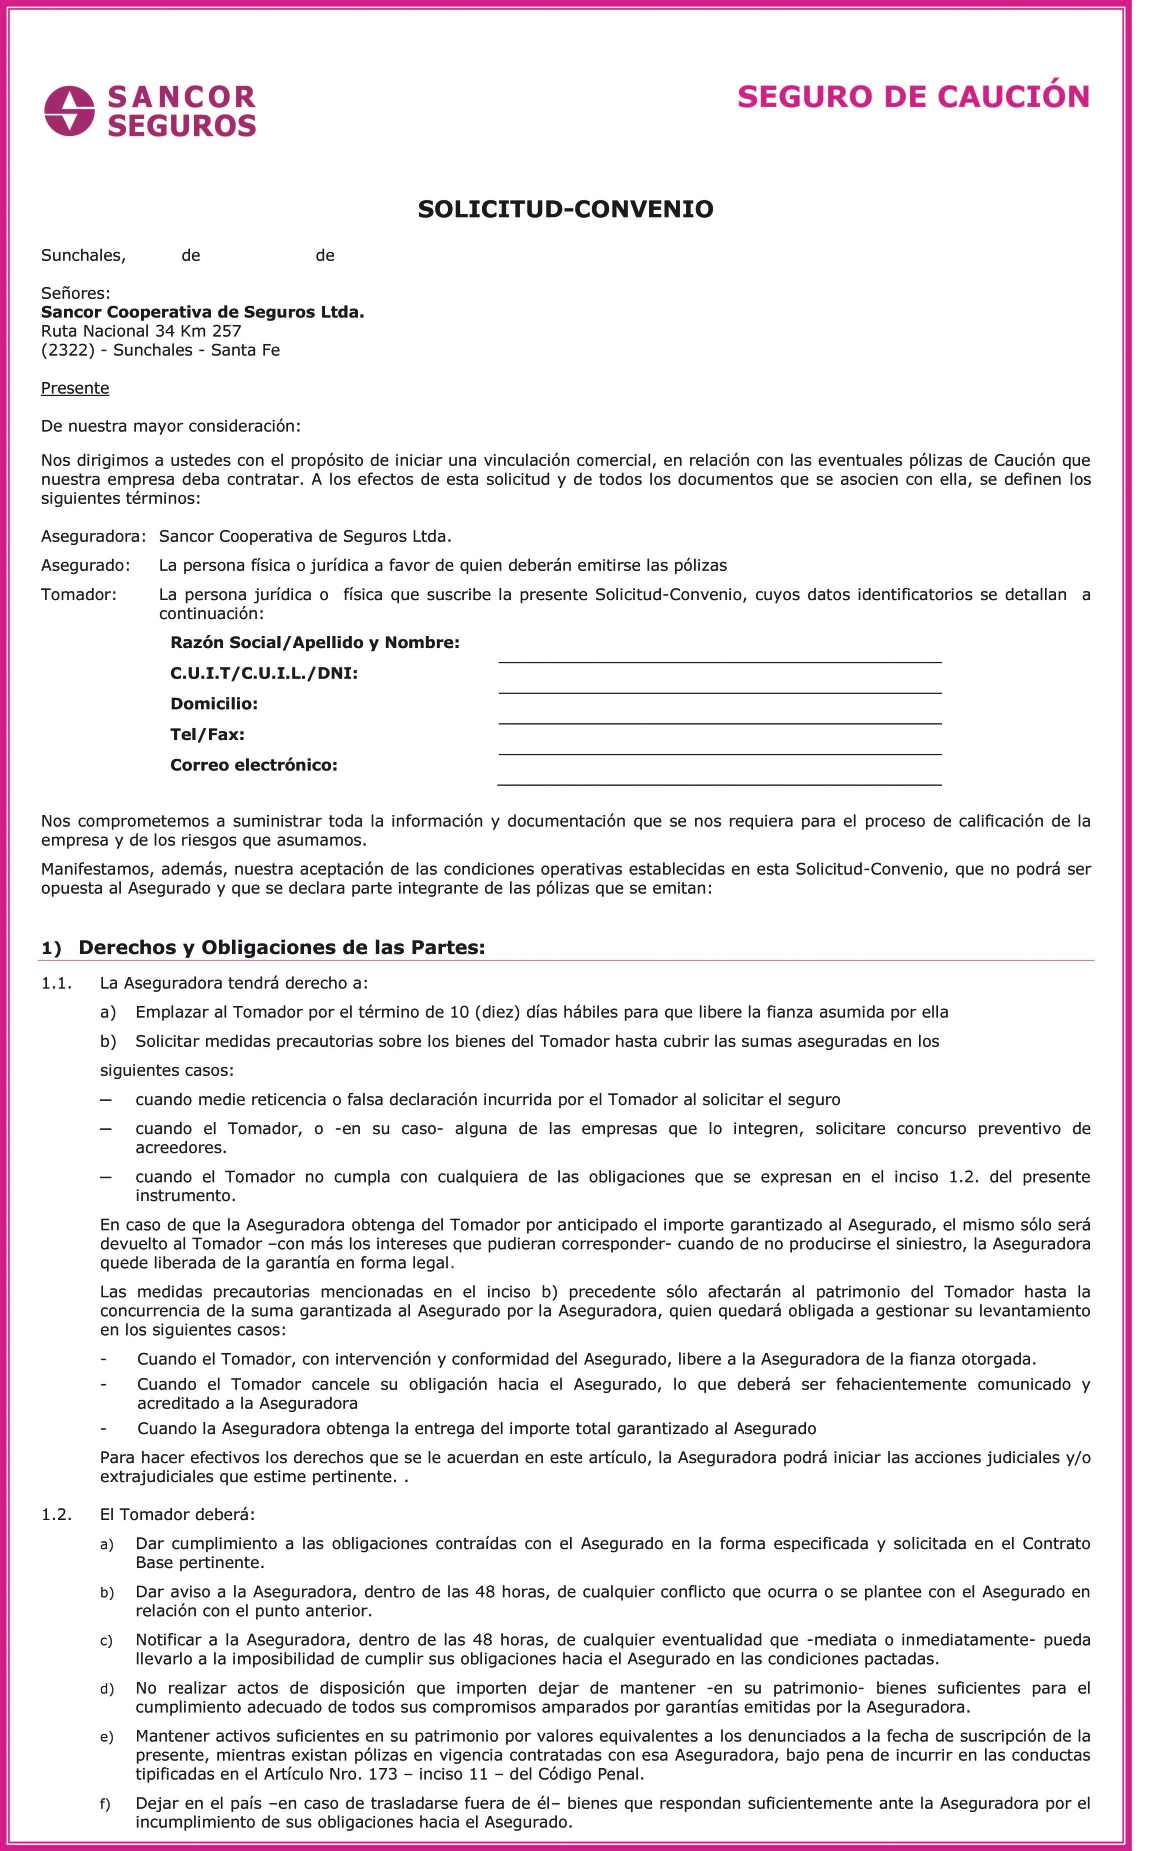 SANCOR
SEGUROS
SEGURO DE CAUCIÓN
SOLICITUD-CONVENIO
Sunchales, de de
Señores:
Sancor Cooperativa de Seguros Ltda.
Ruta Nacional 34 Km 257
(2322) - Sunchales - Santa Fe
Presente
De nuestra mayor consideración:
Nos dirigimos a ustedes con el propósito de iniciar una vinculación comercial, en relación con las eventuales pólizas de Caución que
nuestra empresa deba contratar. A los efectos de esta solicitud y de todos los documentos que se asocien con ella, se definen los
siguientes términos:
Aseguradora: Sancor Cooperativa de Seguros Ltda.
Asegurado: La persona física o jurídica a favor de quien deberán emitirse las pólizas
Tomador: La persona jurídica o física que suscribe la presente Solicitud-Convenio, cuyos datos identificatorios se detallan a
continuación:
Razón Social/Apellido y Nombre:
C.U.I.T/C.U.I.L./DNI:
Domicilio:
Tel/Fax:
Correo electrónico:
Nos comprometemos a suministrar toda la información y documentación que se nos requiera para el proceso de calificación de la
empresa y de los riesgos que asumamos.
Manifestamos, además, nuestra aceptación de las condiciones operativas establecidas en esta Solicitud-Convenio, que no podrá ser
opuesta al Asegurado y que se declara parte integrante de las pólizas que se emitan:
1) Derechos y Obligaciones de las Partes:
1.1. La Aseguradora tendrá derecho a:
a) Emplazar al Tomador por el término de 10 (diez) días hábiles para que libere la fianza asumida por ella
b) Solicitar medidas precautorias sobre los bienes del Tomador hasta cubrir las sumas aseguradas en los
siguientes casos:
— cuando medie reticencia o falsa declaración incurrida por el Tomador al solicitar el seguro
— cuando el Tomador, o -en su caso- alguna de las empresas que lo integren, solicitare concurso preventivo de
acreedores.
— cuando el Tomador no cumpla con cualquiera de las obligaciones que se expresan en el inciso 1.2. del presente
instrumento.
En caso de que la Aseguradora obtenga del Tomador por anticipado el importe garantizado al Asegurado, el mismo sólo será
devuelto al Tomador –con más los intereses que pudieran corresponder- cuando de no producirse el siniestro, la Aseguradora
quede liberada de la garantía en forma legal.
Las medidas precautorias mencionadas en el inciso b) precedente sólo afectarán al patrimonio del Tomador hasta la
concurrencia de la suma garantizada al Asegurado por la Aseguradora, quien quedará obligada a gestionar su levantamiento
en los siguientes casos:
- Cuando el Tomador, con intervención y conformidad del Asegurado, libere a la Aseguradora de la fianza otorgada.
- Cuando el Tomador cancele su obligación hacia el Asegurado, lo que deberá ser fehacientemente comunicado y
acreditado a la Aseguradora
- Cuando la Aseguradora obtenga la entrega del importe total garantizado al Asegurado
Para hacer efectivos los derechos que se le acuerdan en este artículo, la Aseguradora podrá iniciar las acciones judiciales y/o
extrajudiciales que estime pertinente. .
1.2. El Tomador deberá:
a) Dar cumplimiento a las obligaciones contraídas con el Asegurado en la forma especificada y solicitada en el Contrato
Base pertinente.
b) Dar aviso a la Aseguradora, dentro de las 48 horas, de cualquier conflicto que ocurra o se plantee con el Asegurado en
relación con el punto anterior.
c) Notificar a la Aseguradora, dentro de las 48 horas, de cualquier eventualidad que -mediata o inmediatamente- pueda
llevarlo a la imposibilidad de cumplir sus obligaciones hacia el Asegurado en las condiciones pactadas.
d) No realizar actos de disposición que importen dejar de mantener -en su patrimonio- bienes suficientes para el
cumplimiento adecuado de todos sus compromisos amparados por garantías emitidas por la Aseguradora.
e) Mantener activos suficientes en su patrimonio por valores equivalentes a los denunciados a la fecha de suscripción de la
presente, mientras existan pólizas en vigencia contratadas con esa Aseguradora, bajo pena de incurrir en las conductas
tipificadas en el Artículo Nro. 173 – inciso 11 – del Código Penal.
f) Dejar en el país –en caso de trasladarse fuera de él– bienes que respondan suficientemente ante la Aseguradora por el
incumplimiento de sus obligaciones hacia el Asegurado.